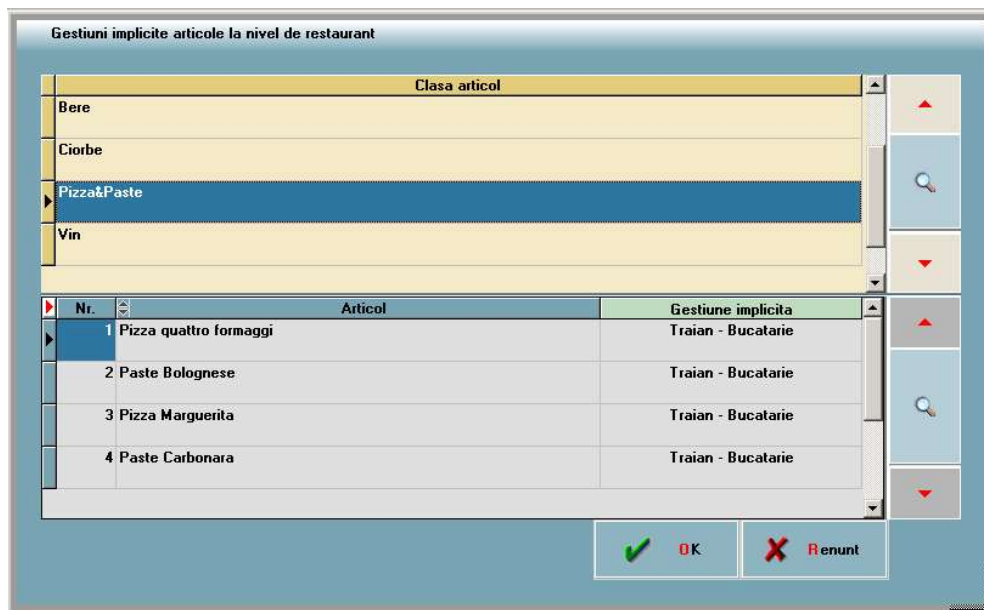 Gestiuni implicite articole la nivel de restaurant
Clasa articol
Bere
Ciorbe
Pizza&Paste
Vin
Nr. Articol Gestiune implicita
1 Pizza quattro formaggi Traian - Bucatarie
2 Paste Bolognese Traian - Bucatarie
3 Pizza Marguerita Traian - Bucatarie
4 Paste Carbonara Traian - Bucatarie
OK Renunt